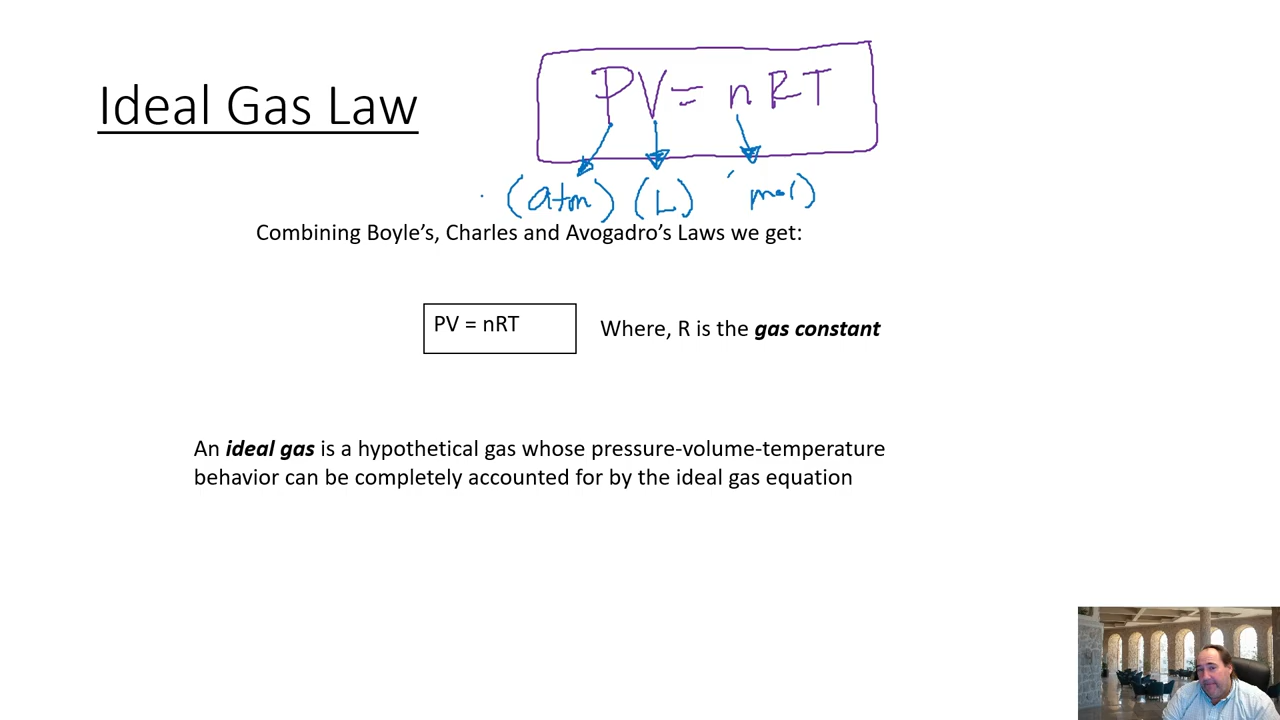 PV = nRT
Ideal Gas Law
(atm) (L) mol)
Combining Boyle’s, Charles and Avogadro’s Laws we get:
PV = nRT
Where, R is the gas constant
An ideal gas is a hypothetical gas whose pressure-volume-temperature
behavior can be completely accounted for by the ideal gas equation